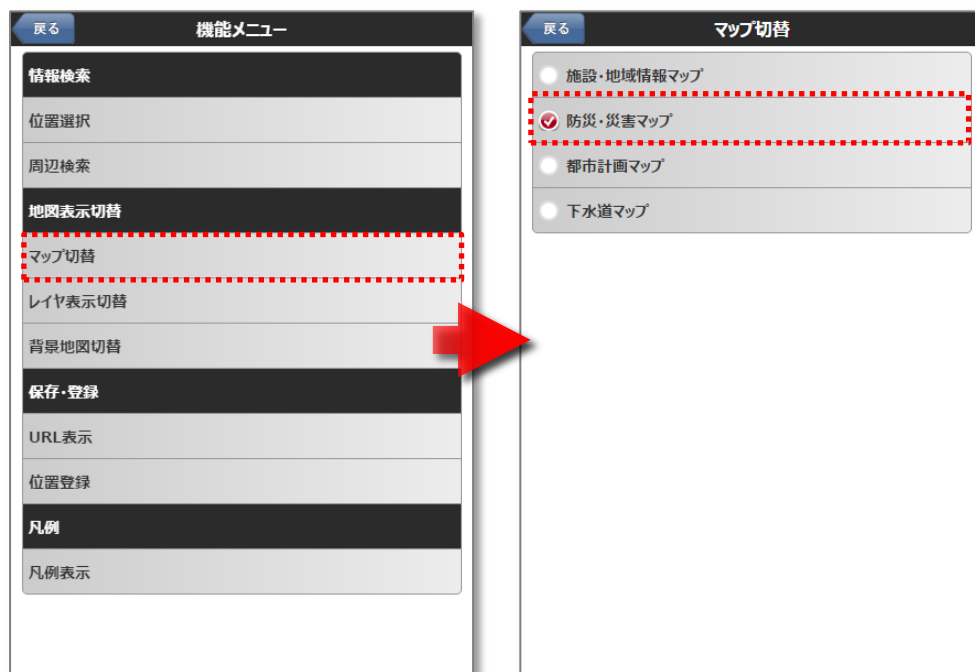 戻る
機能メニュー
情報検索
位置選択
周辺検索
地図表示切替
マップ切替
レイヤ表示切替
背景地図切替
保存・登録
URL表示
位置登録
凡例
凡例表示
戻る
マップ切替
施設・地域情報マップ
防災・災害マップ
都市計画マップ
下水道マップ